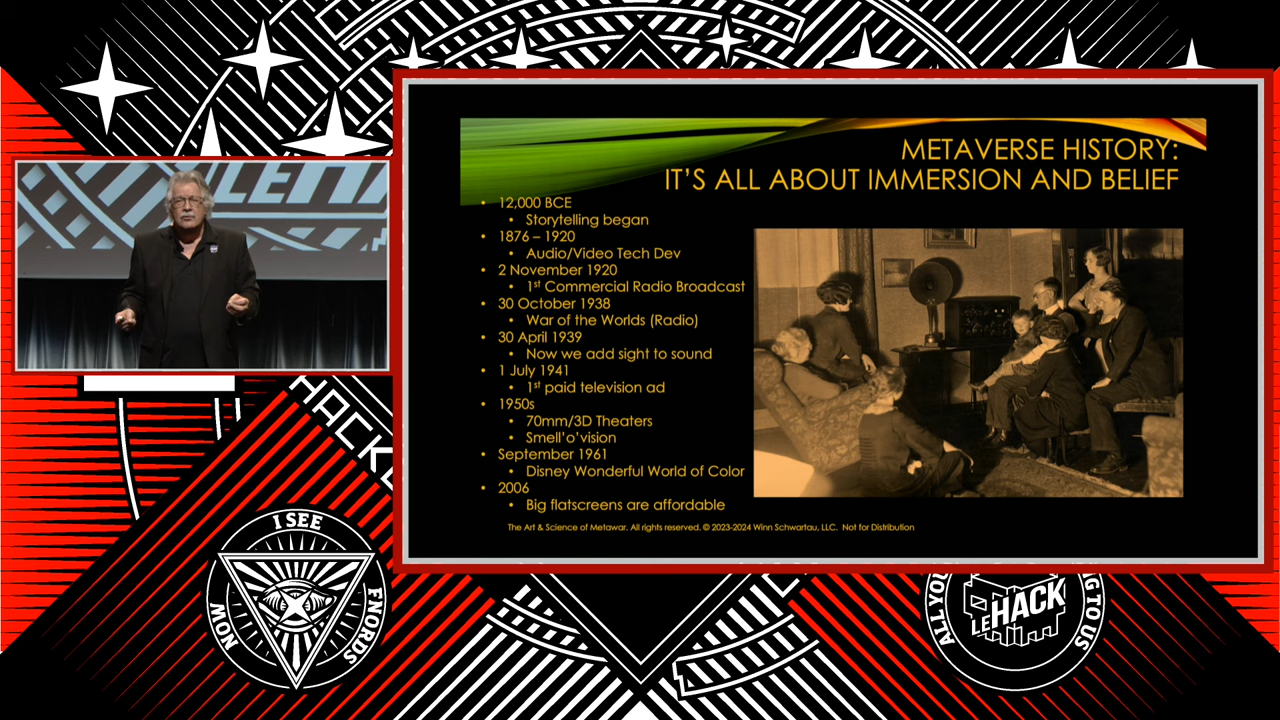 METAVERSE HISTORY:
IT'S ALL ABOUT IMMERSION AND BELIEF
• 12,000 BCE
• Storytelling began
• 1876 – 1920
• Audio/Video Tech Dev
• 2 November 1920
• 1st Commercial Radio Broadcast
• 30 October 1938
• War of the Worlds (Radio)
• 30 April 1939
• Now we add sight to sound
• 1 July 1941
• 1st paid television ad
• 1950s
• 70mm/3D Theaters
• Smell'o'vision
• September 1961
• Disney Wonderful World of Color
• 2006
• Big flatscreens are affordable
The Art & Science of Metawar. All rights reserved. © 2023-2024 Winn Schwartau, LLC. Not for Distribution
HACK
I SEE
FNORDS
NOW
ALL YOU
LEHACK
NG TO US